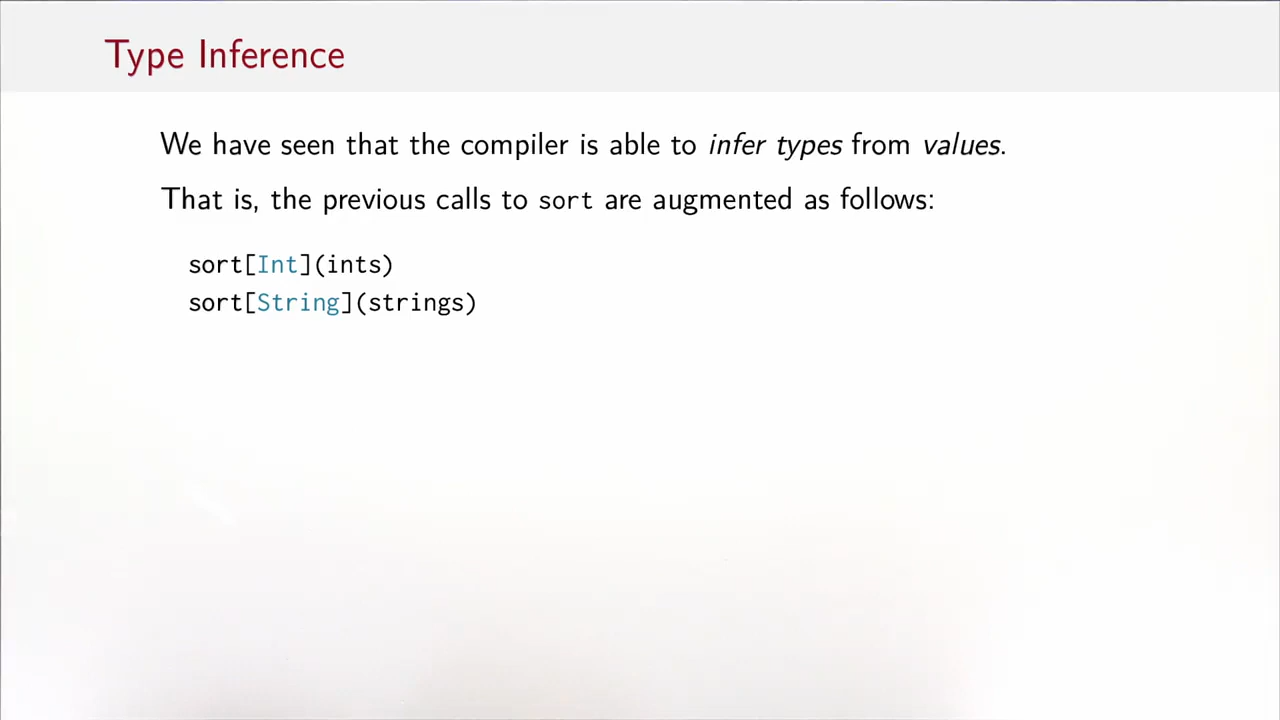 Type Inference
We have seen that the compiler is able to infer types from values.
That is, the previous calls to sort are augmented as follows:
sort[Int](ints)
sort[String](strings)